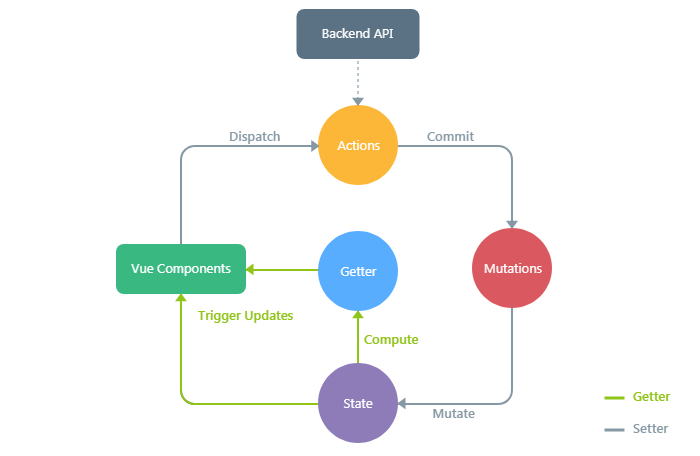 Backend API
Dispatch
Actions
Commit
Vue Components
Getter
Mutations
Trigger Updates
Compute
State
Mutate
Getter
Setter